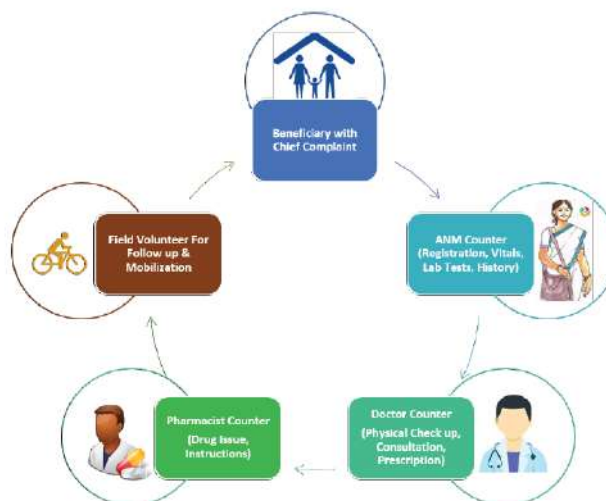 Beneficiary with
Chief Complaint
ANM Counter
(Registration, Vitals,
Lab Tests, History)
Doctor Counter
(Physical Check up,
Consultation,
Prescription)
Pharmacist Counter
(Drug Issue,
Instructions)
Field Volunteer For
Follow up &
Mobilization